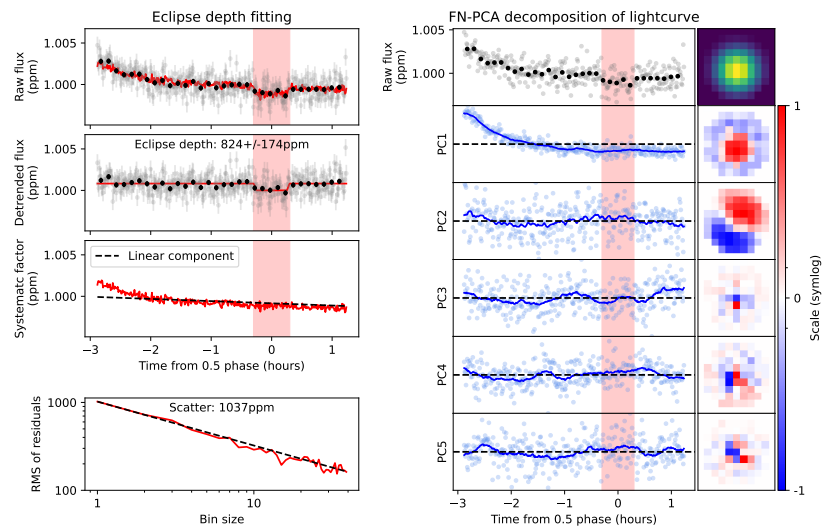 Eclipse depth fitting
1.005
1.000
Raw flux
(ppm)
Eclipse depth: 824+/-174ppm
1.005
1.000
Detrended flux
(ppm)
Linear component
1.005
1.000
Systematc factor
(ppm)
−3 −2 −1 0 1
Time from 0.5 phase (hours)
Scatter: 1037ppm
1000
100
RMS of residuals
1 10
Bin size
FN-PCA decomposition of lightcurve
1.005
1.000
Raw flux
(ppm)
PC1
PC2
PC3
PC4
PC5
−3 −2 −1 0 1
Time from 0.5 phase (hours)
1
0
-1
Scale (symlog)